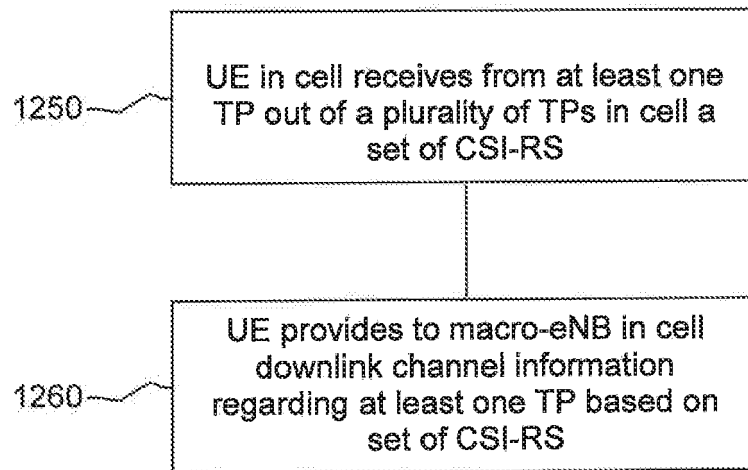 1250
UE in cell receives from at least one
TP out of a plurality of TPs in cell a
set of CSI-RS
1260
UE provides to macro-eNB in cell
downlink channel information
regarding at least one TP based on
set of CSI-RS